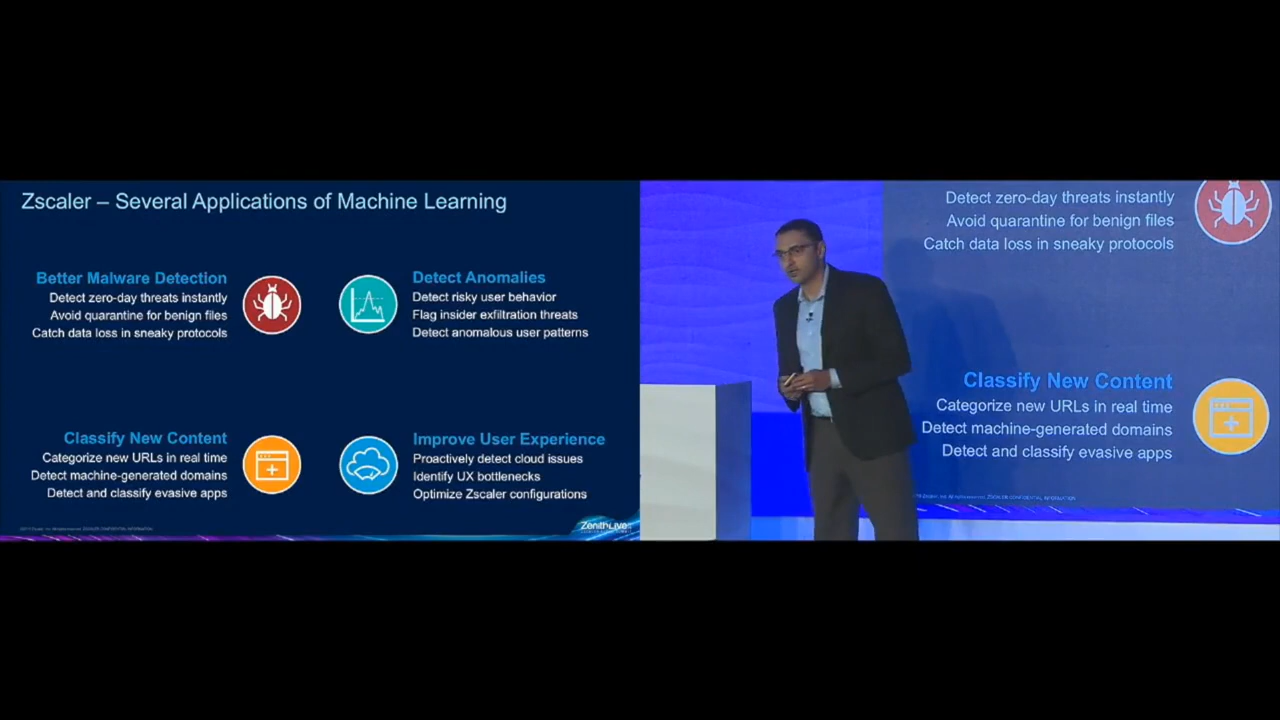 Zscaler – Several Applications of Machine Learning
Better Malware Detection
Detect zero-day threats instantly
Avoid quarantine for benign files
Catch data loss in sneaky protocols
Detect Anomalies
Detect risky user behavior
Flag insider exfiltration threats
Detect anomalous user patterns
Classify New Content
Categorize new URLs in real time
Detect machine-generated domains
Detect and classify evasive apps
Improve User Experience
Proactively detect cloud issues
Identify UX bottlenecks
Optimize Zscaler configurations
ZenithLive
Detect zero-day threats instantly
Avoid quarantine for benign files
Catch data loss in sneaky protocols
Classify New Content
Categorize new URLs in real time
Detect machine-generated domains
Detect and classify evasive apps